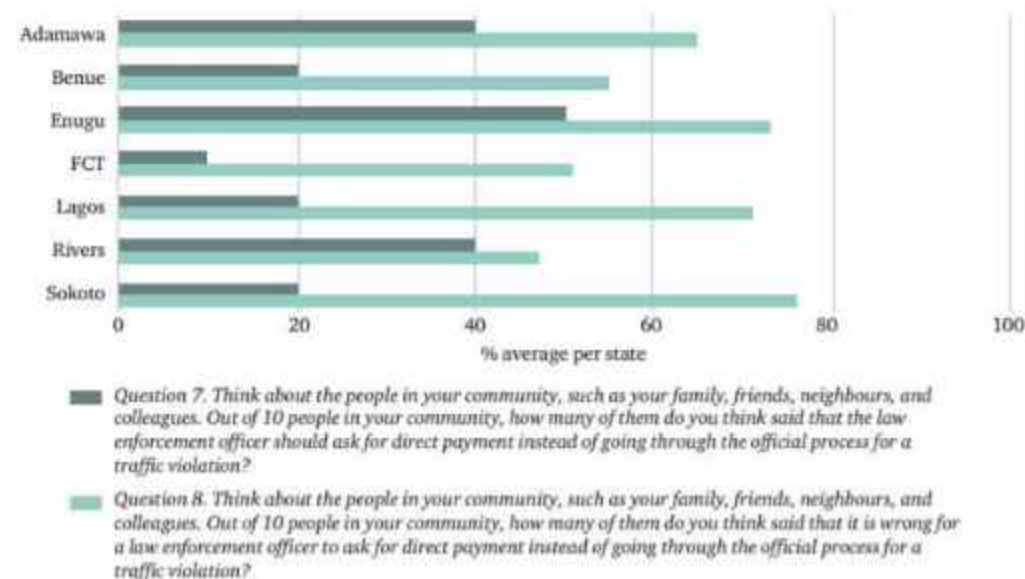 Adamawa
Benue
Enugu
FCT
Lagos
Rivers
Sokoto
0 20 40 60 80 100
% average per state
Question 7. Think about the people in your community, such as your family, friends, neighbours, and
colleagues. Out of 10 people in your community, how many of them do you think said that the law
enforcement officer should ask for direct payment instead of going through the official process for a
traffic violation?
Question 8. Think about the people in your community, such as your family, friends, neighbours, and
colleagues. Out of 10 people in your community, how many of them do you think said that it is wrong for
a law enforcement officer to ask for direct payment instead of going through the official process for a
traffic violation?